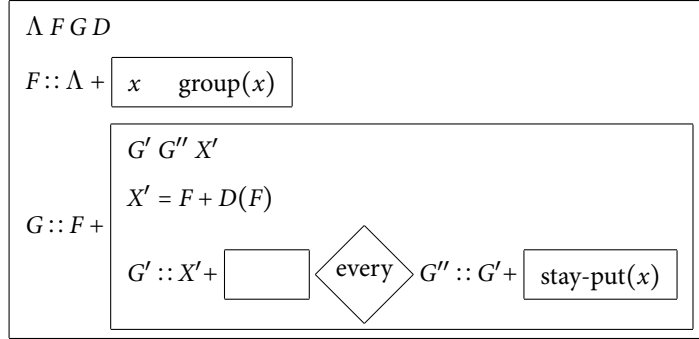 Λ F G D
F :: Λ + x group(x)
G′ G″ X′
X′ = F + D(F)
G :: F +
G′ :: X′ + every G″ :: G′ + stay-put(x)